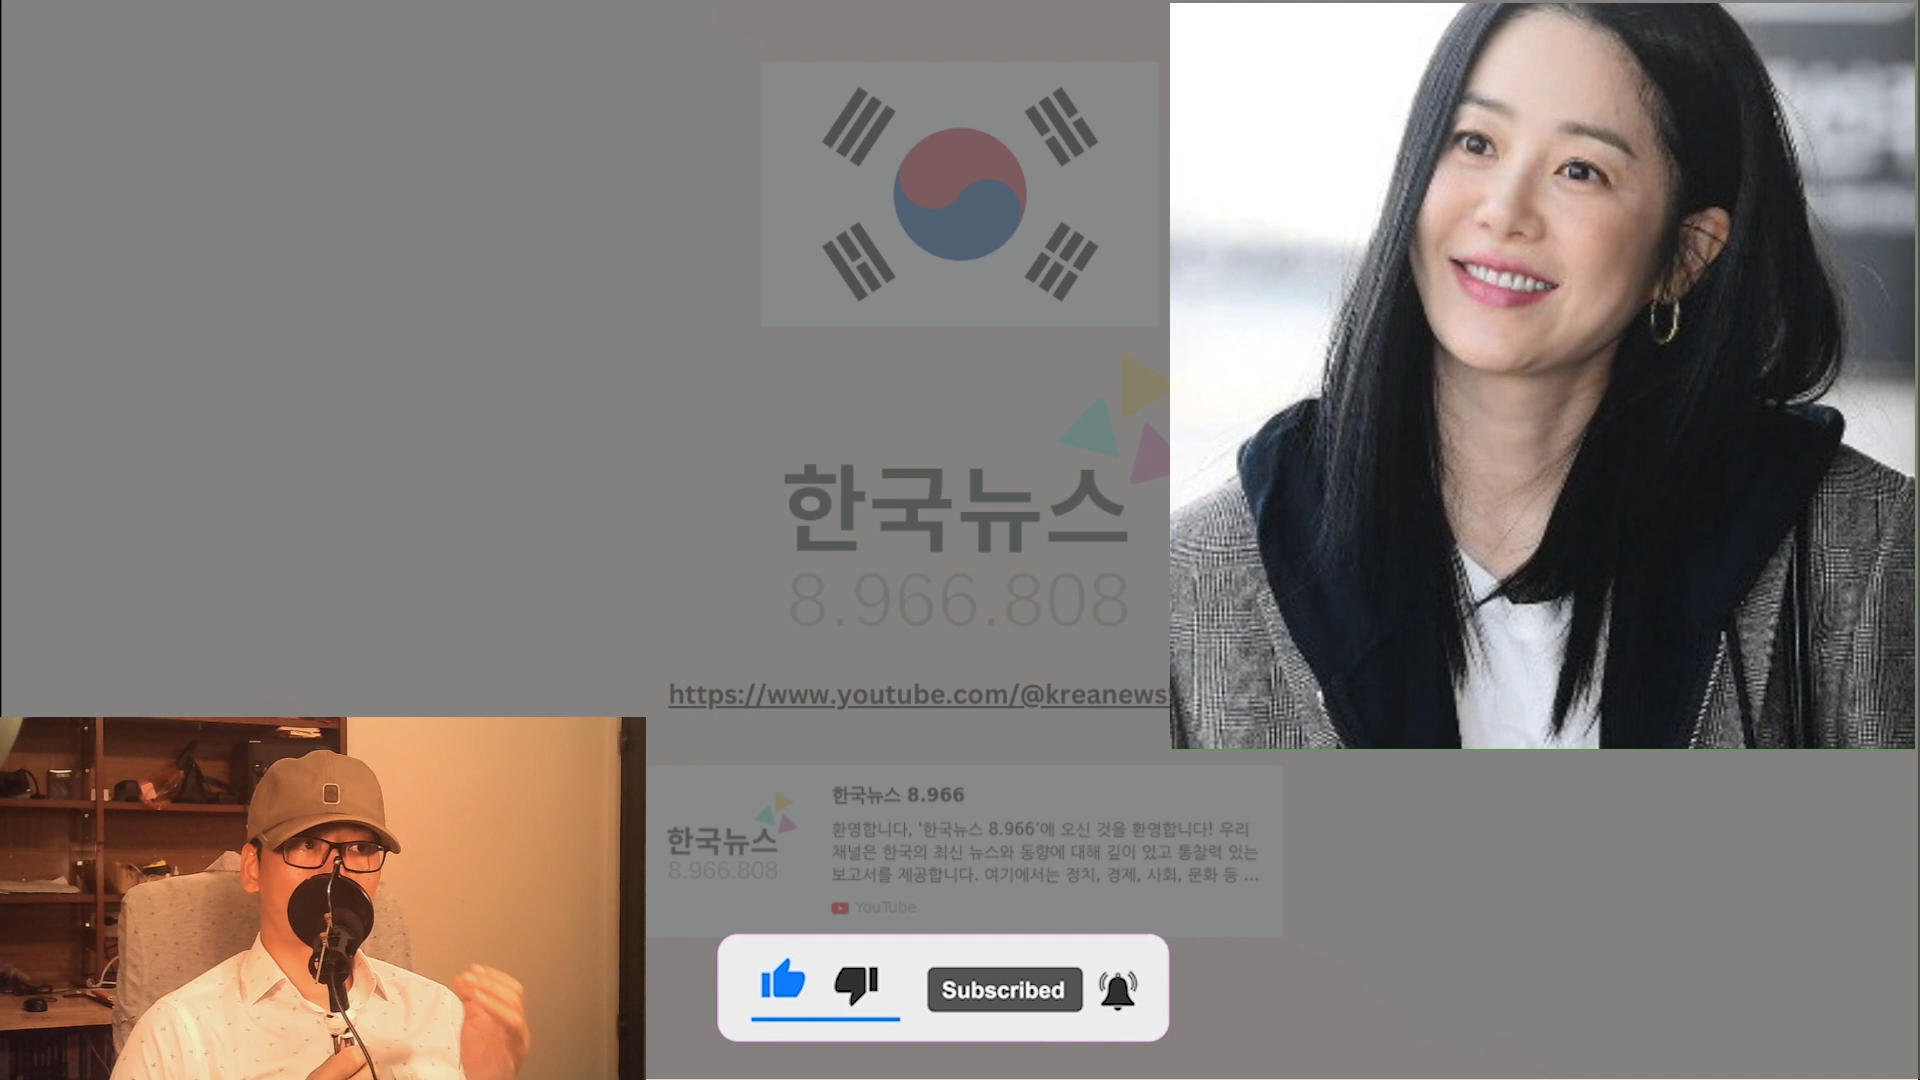 한국뉴스
8.966.808
https://www.youtube.com/@kreanews
한국뉴스
8.966.808
한국뉴스 8.966
환영합니다, '한국뉴스 8.966'에 오신 것을 환영합니다! 우리
채널은 한국의 최신 뉴스와 동향에 대해 깊이 있고 통찰력 있는
보고서를 제공합니다. 여기에서는 정치, 경제, 사회, 문화 등 ...
YouTube
Subscribed